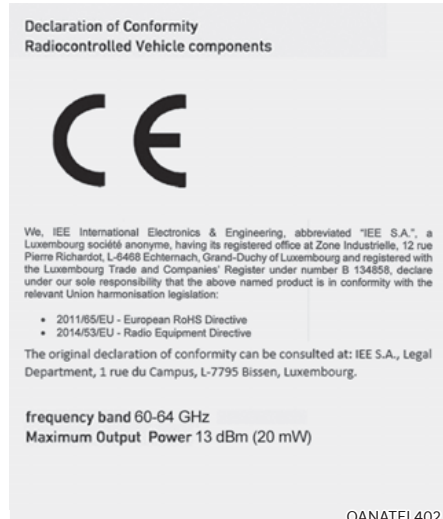 Declaration of Conformity
Radiocontrolled Vehicle components
CE
We, IEE International Electronics & Engineering, abbreviated "IEE S.A.", a
Luxembourg société anonyme, having its registered office at Zone Industrielle, 12 rue
Pierre Richardot, L-6468 Echternach, Grand-Duchy of Luxembourg and registered with
the Luxembourg Trade and Companies' Register under number B 134858, declare
under our sole responsibility that the above named product is in conformity with the
relevant Union harmonisation legislation:
• 2011/65/EU - European RoHS Directive
• 2014/53/EU - Radio Equipment Directive
The original declaration of conformity can be consulted at: IEE S.A., Legal
Department, 1 rue du Campus, L-7795 Bissen, Luxembourg.
frequency band 60-64 GHz
Maximum Output Power 13 dBm (20 mW)
OANATEL402